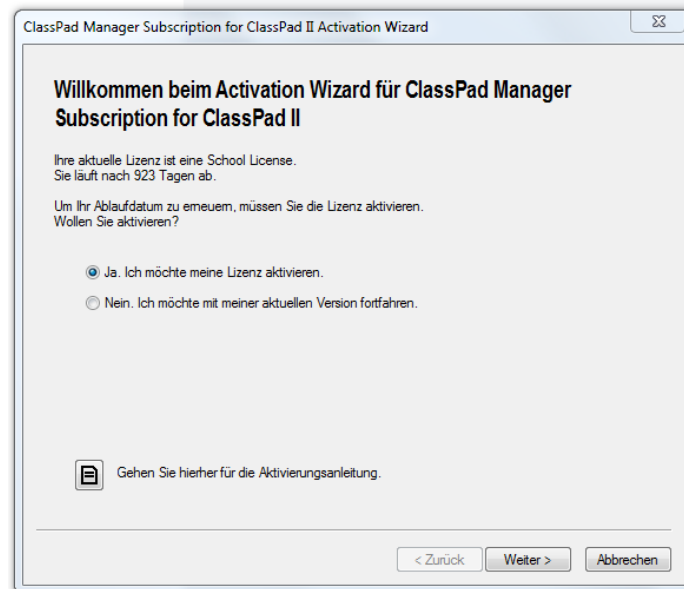 ClassPad Manager Subscription for ClassPad II Activation Wizard
Willkommen beim Activation Wizard für ClassPad Manager
Subscription for ClassPad II
Ihre aktuelle Lizenz ist eine School License.
Sie läuft nach 923 Tagen ab.
Um Ihr Ablaufdatum zu erneuern, müssen Sie die Lizenz aktivieren.
Wollen Sie aktivieren?
Ja. Ich möchte meine Lizenz aktivieren.
Nein. Ich möchte mit meiner aktuellen Version fortfahren.
Gehen Sie hierher für die Aktivierungsanleitung.
< Zurück Weiter > Abbrechen